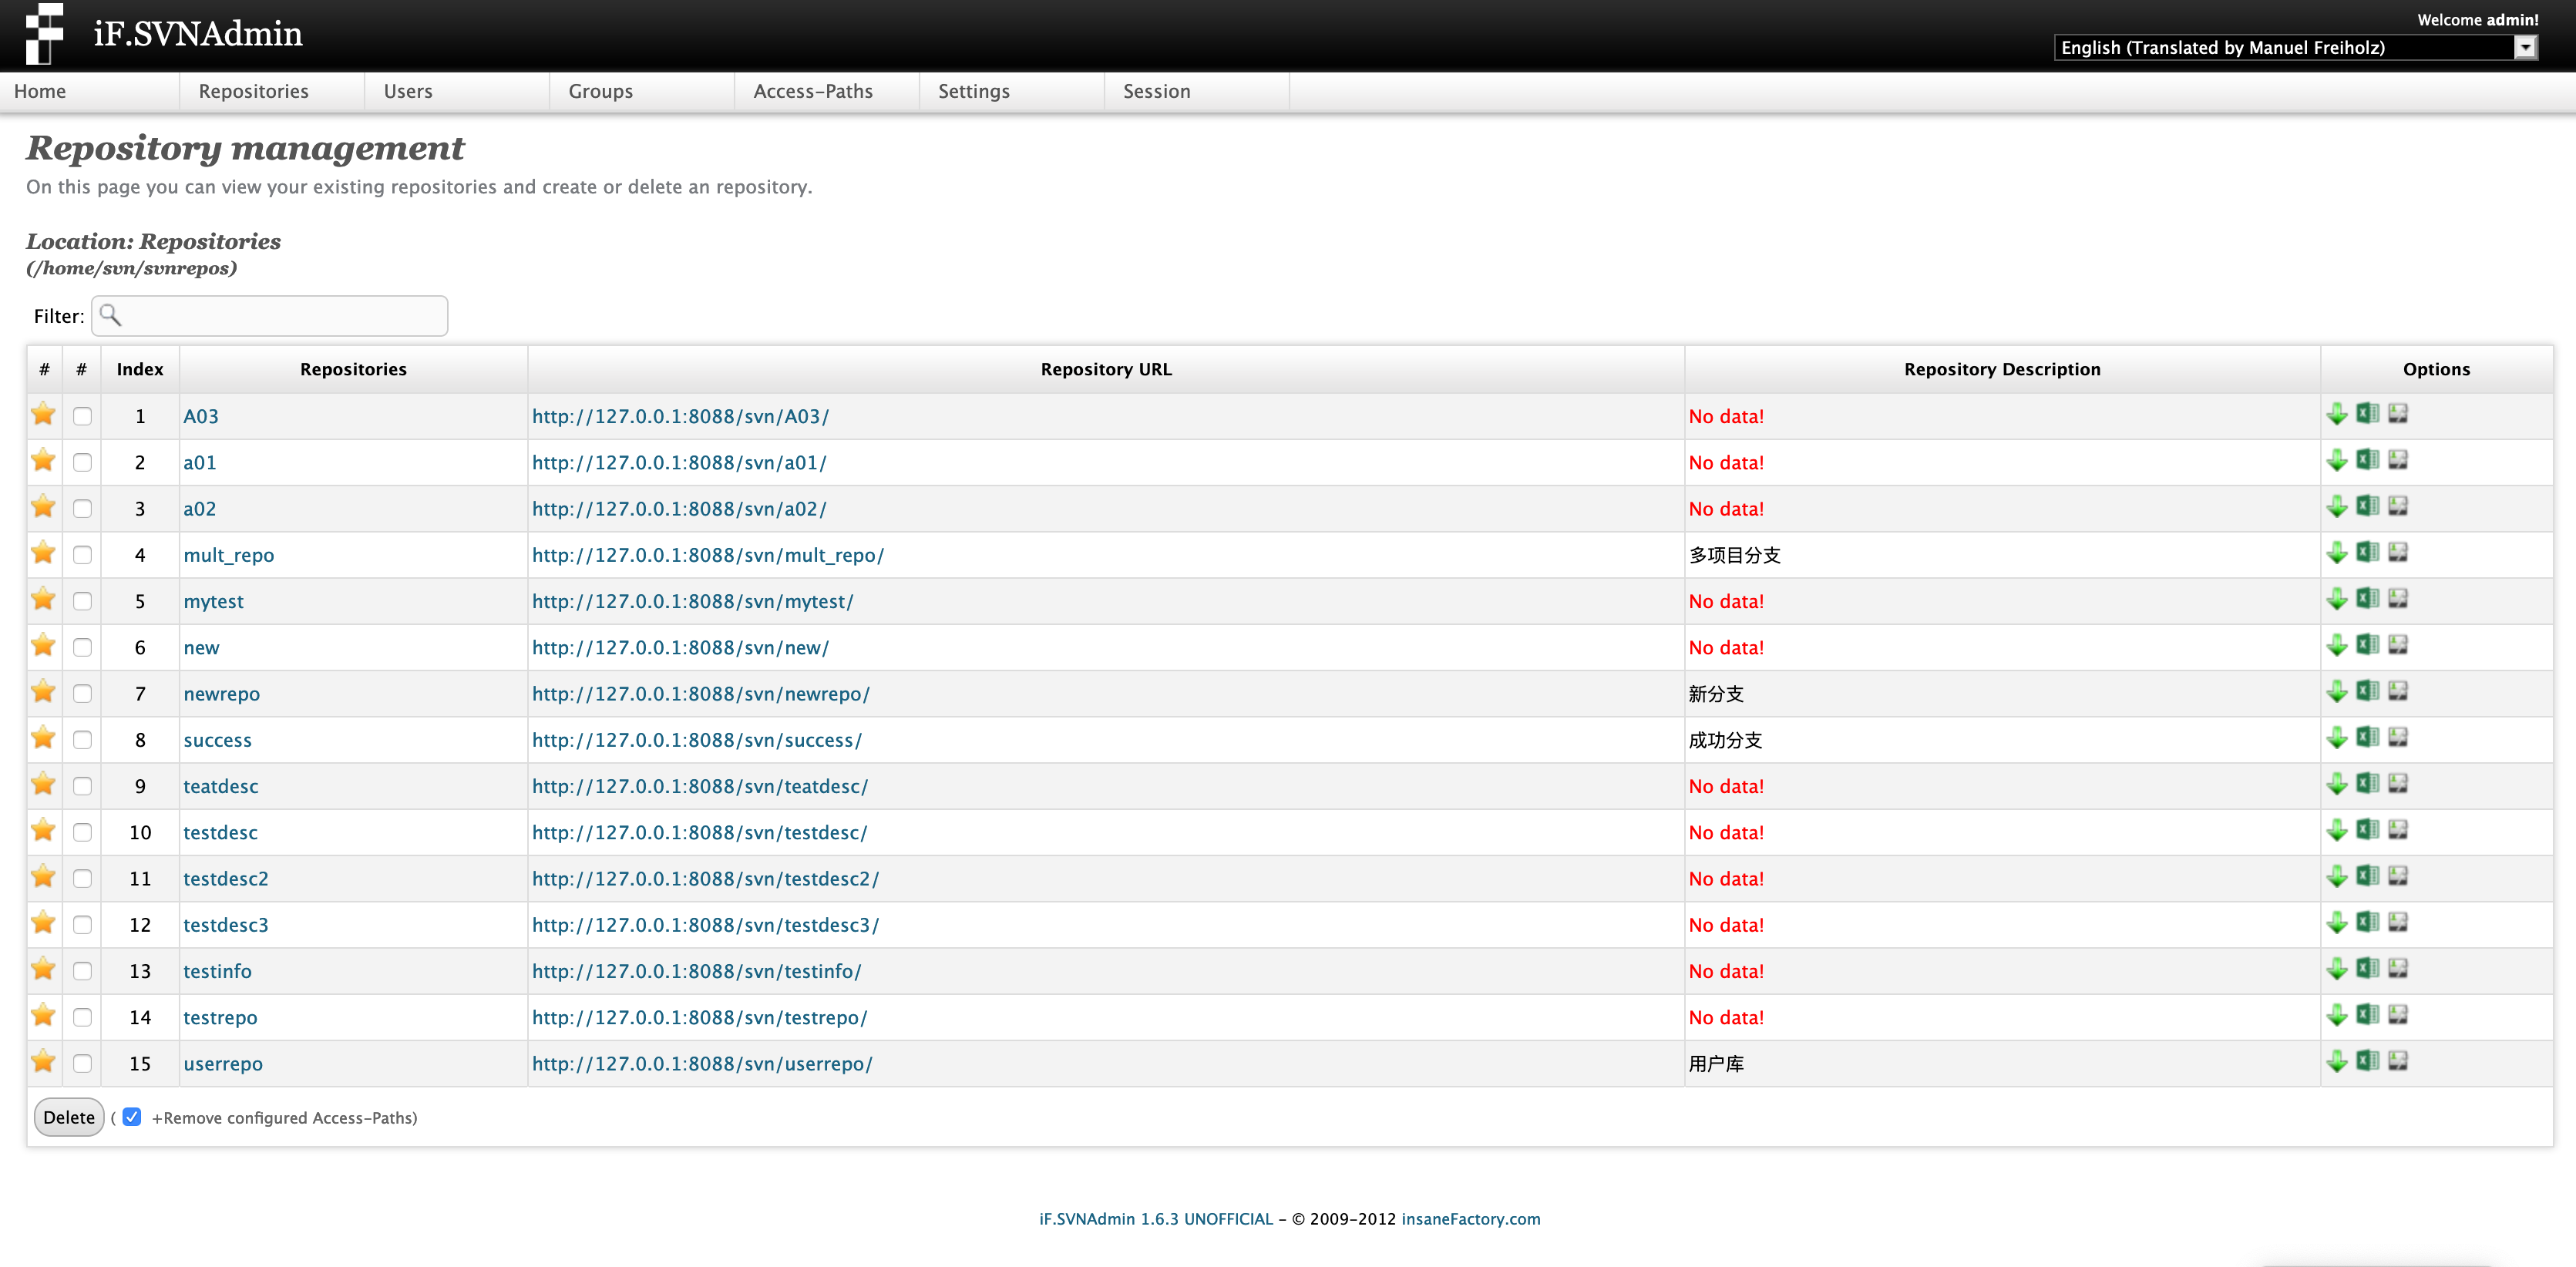 iF.SVNAdmin
Welcome admin!
English (Translated by Manuel Freiholz)
Home Repositories Users Groups Access-Paths Settings Session
Repository management
On this page you can view your existing repositories and create or delete an repository.
Location: Repositories
(/home/svn/svnrepos)
Filter:
# # Index Repositories Repository URL Repository Description Options
1 A03 http://127.0.0.1:8088/svn/A03/ No data!
2 a01 http://127.0.0.1:8088/svn/a01/ No data!
3 a02 http://127.0.0.1:8088/svn/a02/ No data!
4 mult_repo http://127.0.0.1:8088/svn/mult_repo/ 多项目分支
5 mytest http://127.0.0.1:8088/svn/mytest/ No data!
6 new http://127.0.0.1:8088/svn/new/ No data!
7 newrepo http://127.0.0.1:8088/svn/newrepo/ 新分支
8 success http://127.0.0.1:8088/svn/success/ 成功分支
9 teatdesc http://127.0.0.1:8088/svn/teatdesc/ No data!
10 testdesc http://127.0.0.1:8088/svn/testdesc/ No data!
11 testdesc2 http://127.0.0.1:8088/svn/testdesc2/ No data!
12 testdesc3 http://127.0.0.1:8088/svn/testdesc3/ No data!
13 testinfo http://127.0.0.1:8088/svn/testinfo/ No data!
14 testrepo http://127.0.0.1:8088/svn/testrepo/ No data!
15 userrepo http://127.0.0.1:8088/svn/userrepo/ 用户库
Delete ( +Remove configured Access-Paths)
iF.SVNAdmin 1.6.3 UNOFFICIAL - © 2009-2012 insaneFactory.com